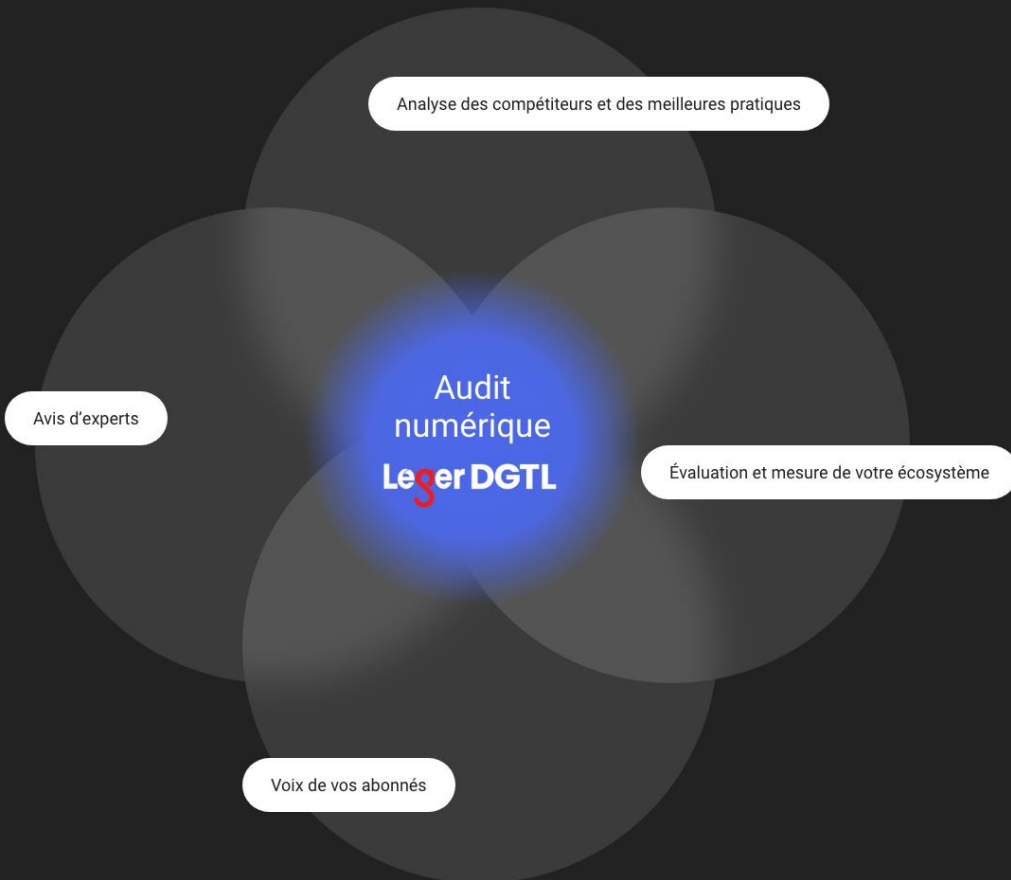 Analyse des compétiteurs et des meilleures pratiques
Audit
numérique
Leger DGTL
Avis d’experts
Évaluation et mesure de votre écosystème
Voix de vos abonnés